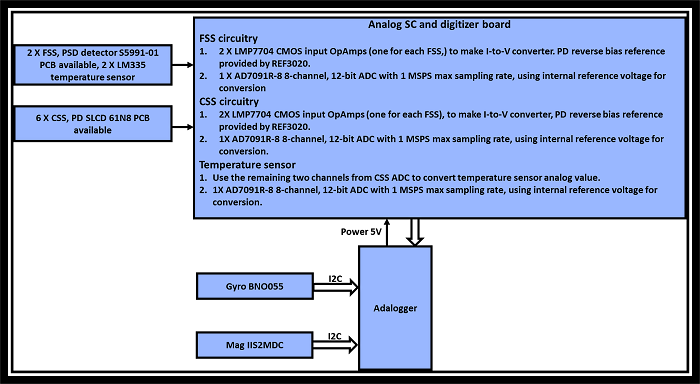 Analog SC and digitizer board
FSS circuitry
1. 2 X LMP7704 CMOS input OpAmps (one for each FSS,) to make I-to-V converter. PD reverse bias reference
provided by REF3020.
2. 1 X AD7091R-8 8-channel, 12-bit ADC with 1 MSPS max sampling rate, using internal reference voltage for
conversion
CSS circuitry
1. 2X LMP7704 CMOS input OpAmps (one for each FSS), to make I-to-V converter, PD reverse bias reference
provided by REF3020.
2. 1X AD7091R-8 8-channel, 12-bit ADC with 1 MSPS max sampling rate, using internal reference voltage for
conversion.
Temperature sensor
1. Use the remaining two channels from CSS ADC to convert temperature sensor analog value.
2. 1X AD7091R-8 8-channel, 12-bit ADC with 1 MSPS max sampling rate, using internal reference voltage for
conversion.
2 X FSS, PSD detector S5991-01
PCB available, 2 X LM335
temperature sensor
6 X CSS, PD SLCD 61N8 PCB
available
Power 5V
Gyro BNO055
I2C
Adalogger
Mag IIS2MDC
I2C